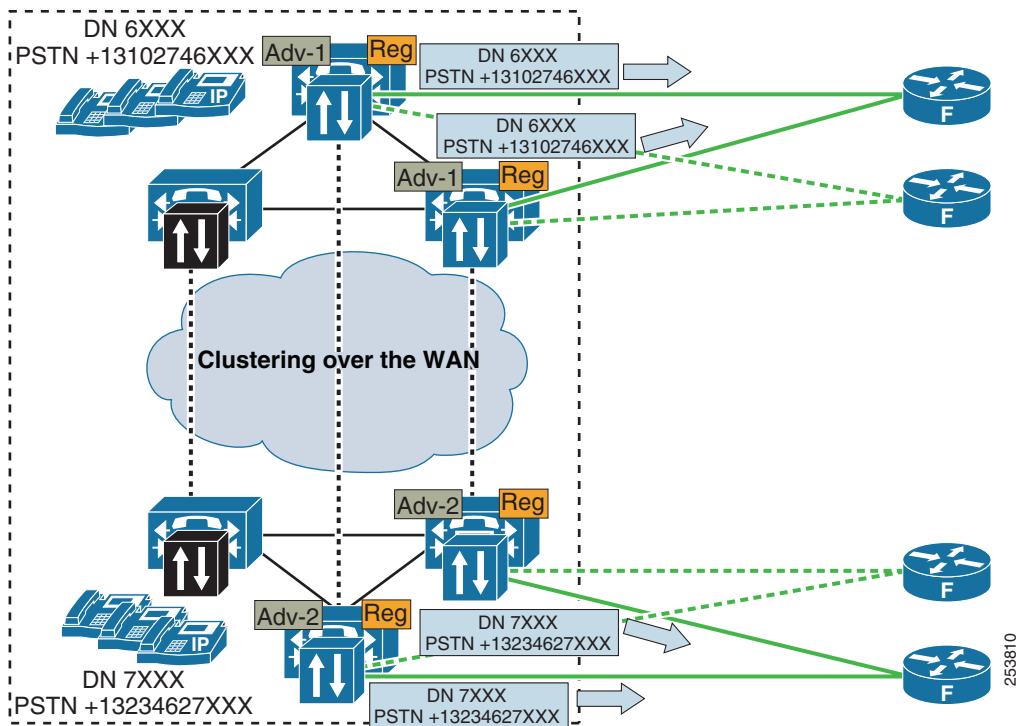 DN 6XXX
PSTN +13102746XXX
IP
Adv-1
Reg
DN 6XXX
PSTN +13102746XXX
F
DN 6XXX
PSTN +13102746XXX
Adv-1
Reg
F
Clustering over the WAN
Adv-2
Reg
F
IP
DN 7XXX
PSTN +13234627XXX
Adv-2
Reg
DN 7XXX
PSTN +13234627XXX
F
DN 7XXX
PSTN +13234627XXX
253810